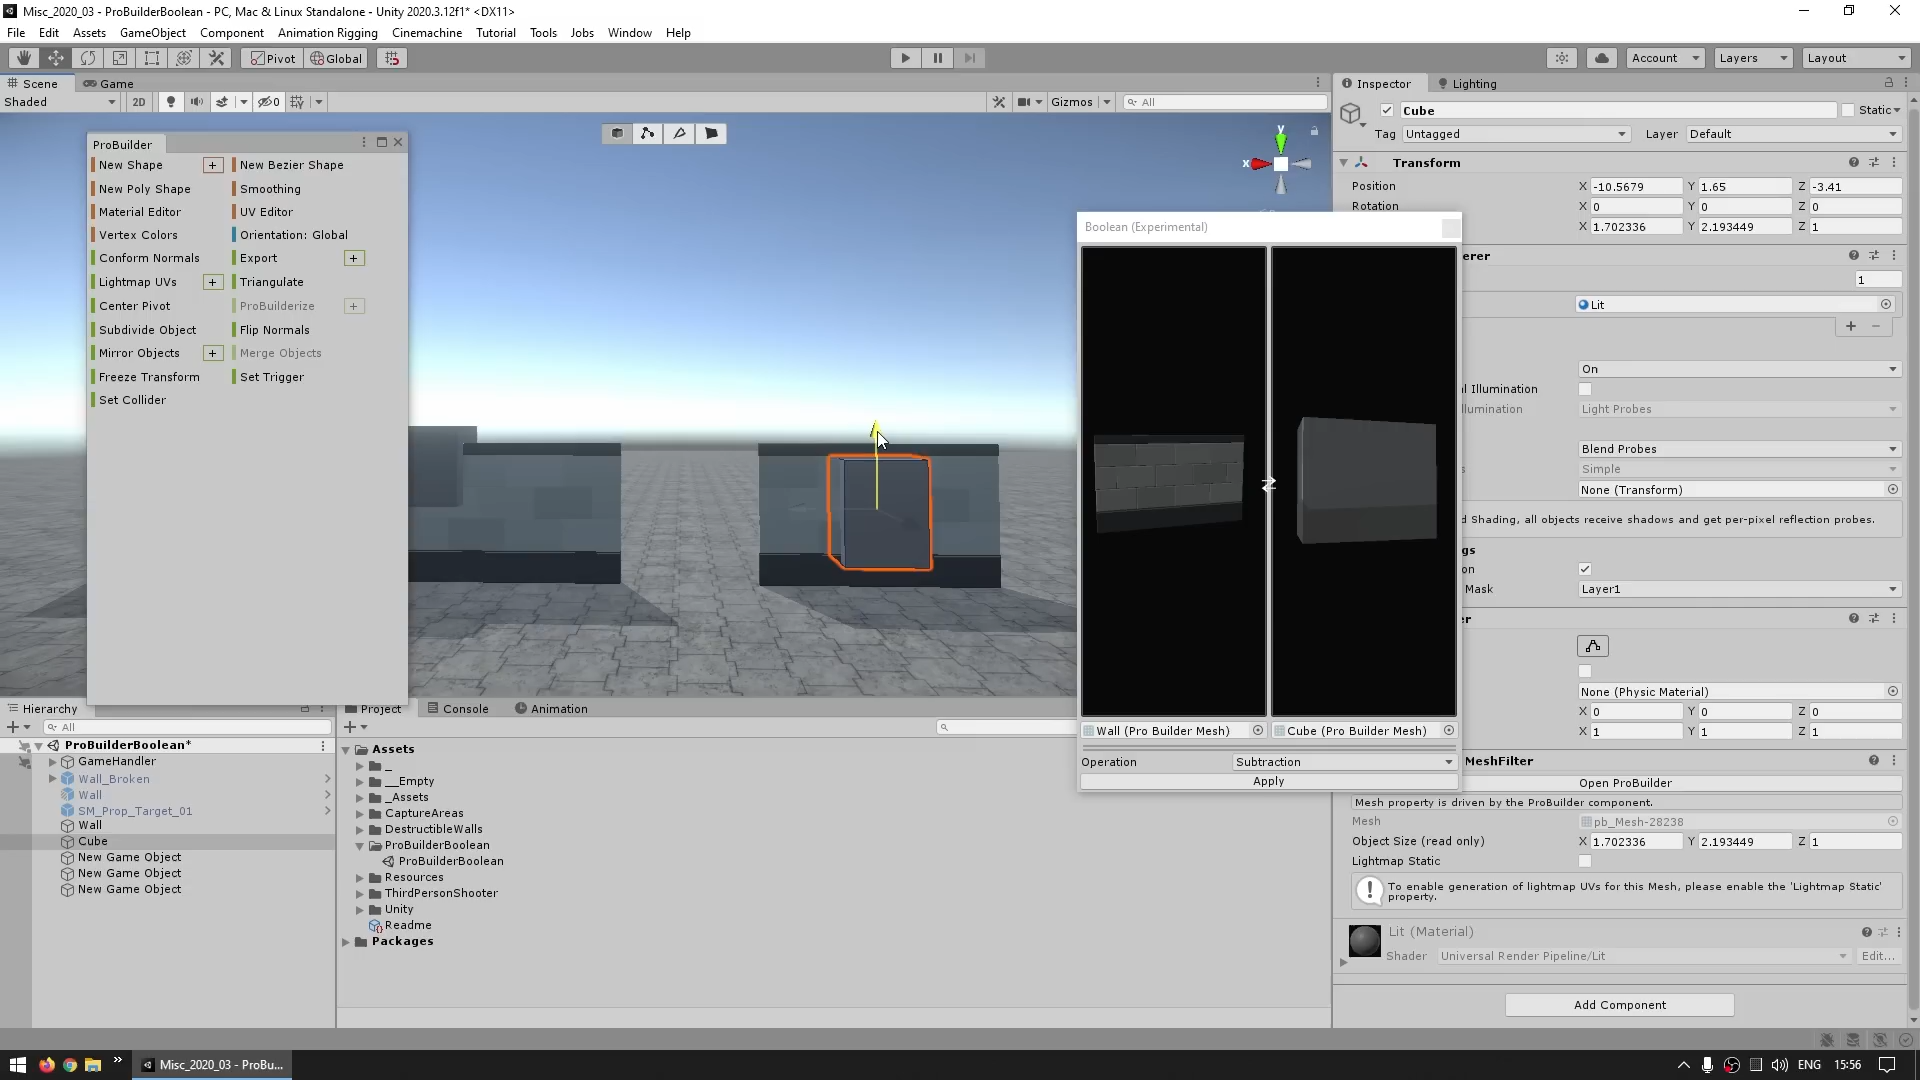 Misc_2020_03 - ProBuilderBoolean - PC, Mac & Linux Standalone - Unity 2020.3.12f1* <DX11>
File Edit Assets GameObject Component Animation Rigging Cinemachine Tutorial Tools Jobs Window Help
Pivot Global Account Layers Layout
Scene Game
Shaded 2D 0 Gizmos All
ProBuilder
New Shape + New Bezier Shape
New Poly Shape Smoothing
Material Editor UV Editor
Vertex Colors Orientation: Global
Conform Normals Export +
Lightmap UVs + Triangulate
Center Pivot ProBuilderize +
Subdivide Object Flip Normals
Mirror Objects + Merge Objects
Freeze Transform Set Trigger
Set Collider
y
x
Boolean (Experimental)
Wall (Pro Builder Mesh) Cube (Pro Builder Mesh)
Operation Subtraction
Apply
Inspector Lighting
Cube Static
Tag Untagged Layer Default
Transform
Position X -10.5679 Y 1.65 Z -3.41
Rotation X 0 Y 0 Z 0
X 1.702336 Y 2.193449 Z 1
erer
1
Lit
On
l Illumination
lumination Light Probes
Blend Probes
s Simple
None (Transform)
d Shading, all objects receive shadows and get per-pixel reflection probes.
gs
on
Mask Layer1
er
None (Physic Material)
X 0 Y 0 Z 0
X 1 Y 1 Z 1
MeshFilter
Open ProBuilder
Mesh property is driven by the ProBuilder component.
Mesh pb_Mesh-28238
Object Size (read only) X 1.702336 Y 2.193449 Z 1
Lightmap Static
To enable generation of lightmap UVs for this Mesh, please enable the 'Lightmap Static' property.
Lit (Material)
Shader Universal Render Pipeline/Lit Edit...
Add Component
Hierarchy
All
ProBuilderBoolean*
GameHandler
Wall_Broken
Wall
SM_Prop_Target_01
Wall
Cube
New Game Object
New Game Object
New Game Object
Project Console Animation
Assets
_
__Empty
_Assets
CaptureAreas
DestructibleWalls
ProBuilderBoolean
ProBuilderBoolean
Resources
ThirdPersonShooter
Unity
Readme
Packages
Misc_2020_03 - ProBu...
ENG 15:56